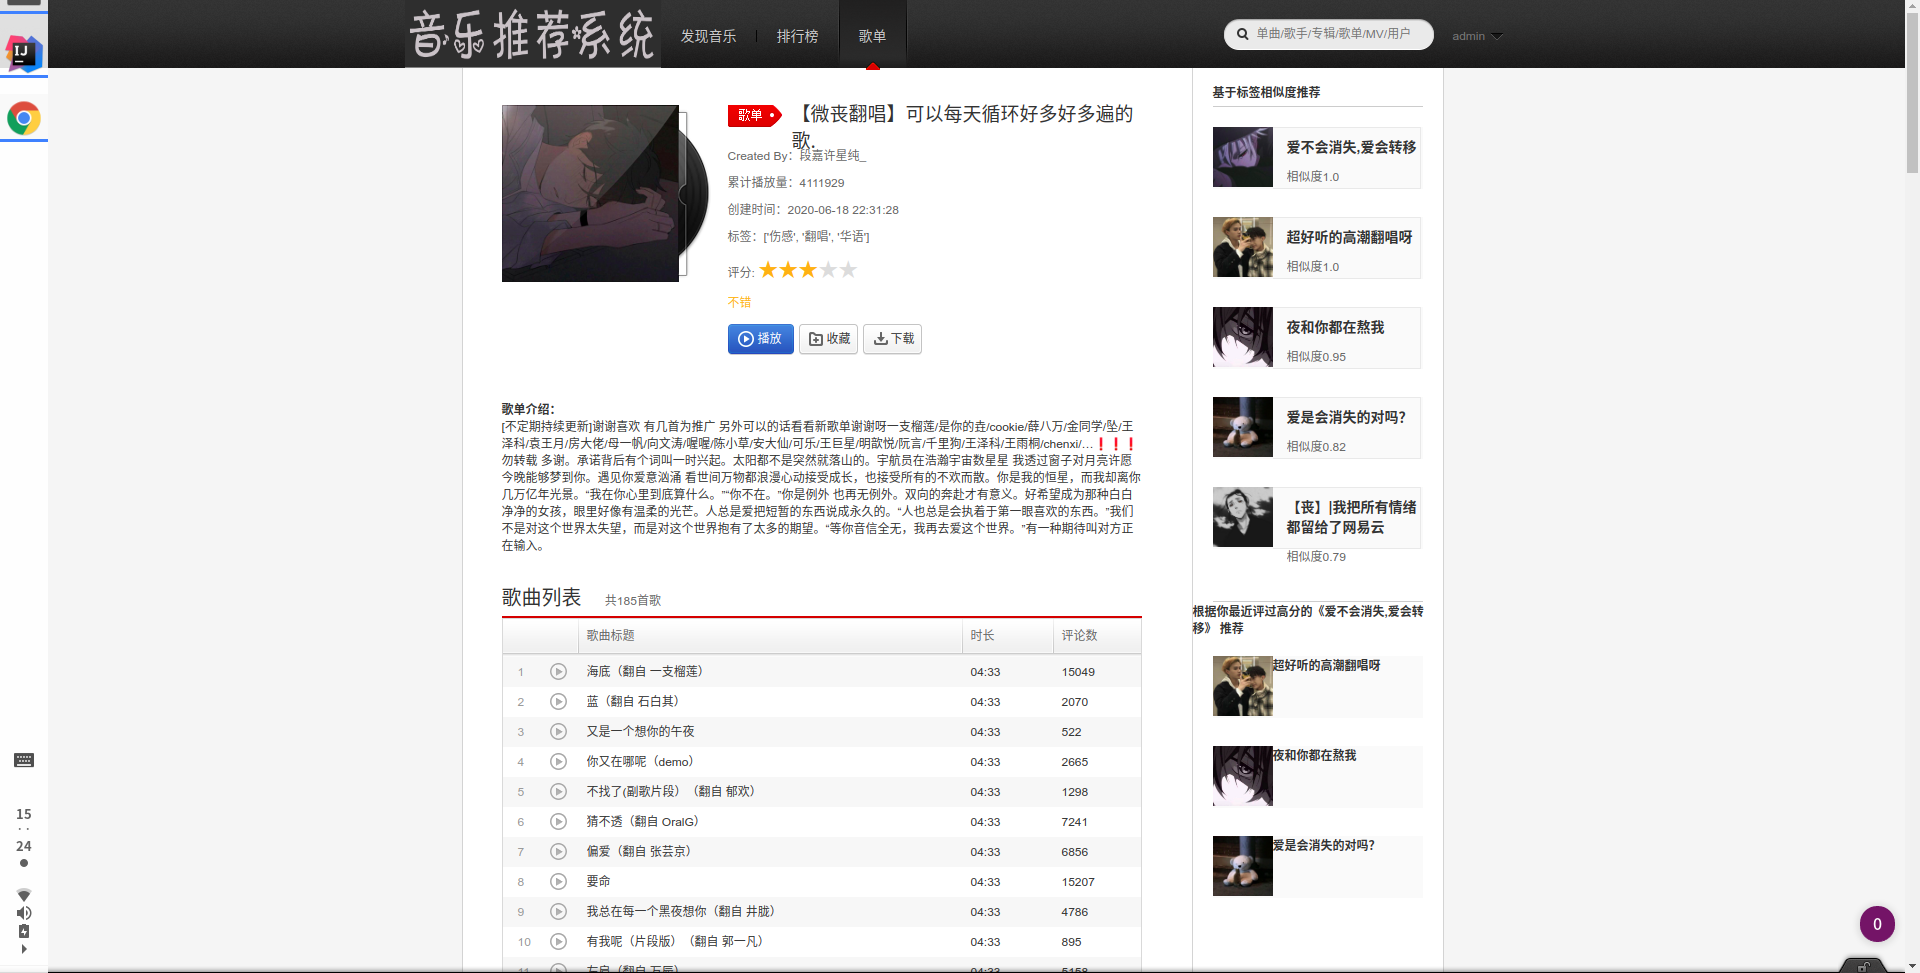 音乐推荐系统
发现音乐
排行榜
歌单
单曲/歌手/专辑/歌单/MV/用户
admin
歌单
【微丧翻唱】可以每天循环好多好多遍的
歌.
Created By：段嘉许星纯_
累计播放量：4111929
创建时间：2020-06-18 22:31:28
标签：['伤感', '翻唱', '华语']
评分:
不错
播放
收藏
下载
歌单介绍：
[不定期持续更新]谢谢喜欢 有几首为推广 另外可以的话看看新歌单谢谢呀一支榴莲/是你的垚/cookie/薛八万/金同学/坠/王
泽科/袁王月/房大佬/母一帆/向文涛/喔喔/陈小草/安大仙/可乐/王巨星/明歆悦/阮言/千里狗/王泽科/王雨桐/chenxi/…❗❗❗
勿转载 多谢。承诺背后有个词叫一时兴起。太阳都不是突然就落山的。宇航员在浩瀚宇宙数星星 我透过窗子对月亮许愿
今晚能够梦到你。遇见你爱意汹涌 看世间万物都浪漫心动接受成长，也接受所有的不欢而散。你是我的恒星，而我却离你
几万亿年光景。“我在你心里到底算什么。”“你不在。”你是例外 也再无例外。双向的奔赴才有意义。好希望成为那种白白
净净的女孩，眼里好像有温柔的光芒。人总是爱把短暂的东西说成永久的。“人也总是会执着于第一眼喜欢的东西。”我们
不是对这个世界太失望，而是对这个世界抱有了太多的期望。“等你音信全无，我再去爱这个世界。”有一种期待叫对方正
在输入。
歌曲列表
共185首歌
歌曲标题 时长 评论数
1 海底（翻自 一支榴莲） 04:33 15049
2 蓝（翻自 石白其） 04:33 2070
3 又是一个想你的午夜 04:33 522
4 你又在哪呢（demo） 04:33 2665
5 不找了(副歌片段）（翻自 郁欢） 04:33 1298
6 猜不透（翻自 OralG） 04:33 7241
7 偏爱（翻自 张芸京） 04:33 6856
8 要命 04:33 15207
9 我总在每一个黑夜想你（翻自 井胧） 04:33 4786
10 有我呢（片段版）（翻自 郭一凡） 04:33 895
基于标签相似度推荐
爱不会消失,爱会转移
相似度1.0
超好听的高潮翻唱呀
相似度1.0
夜和你都在熬我
相似度0.95
爱是会消失的对吗?
相似度0.82
【丧】|我把所有情绪
都留给了网易云
相似度0.79
根据你最近评过高分的《爱不会消失,爱会转
移》 推荐
超好听的高潮翻唱呀
夜和你都在熬我
爱是会消失的对吗?
IJ
15
24
0